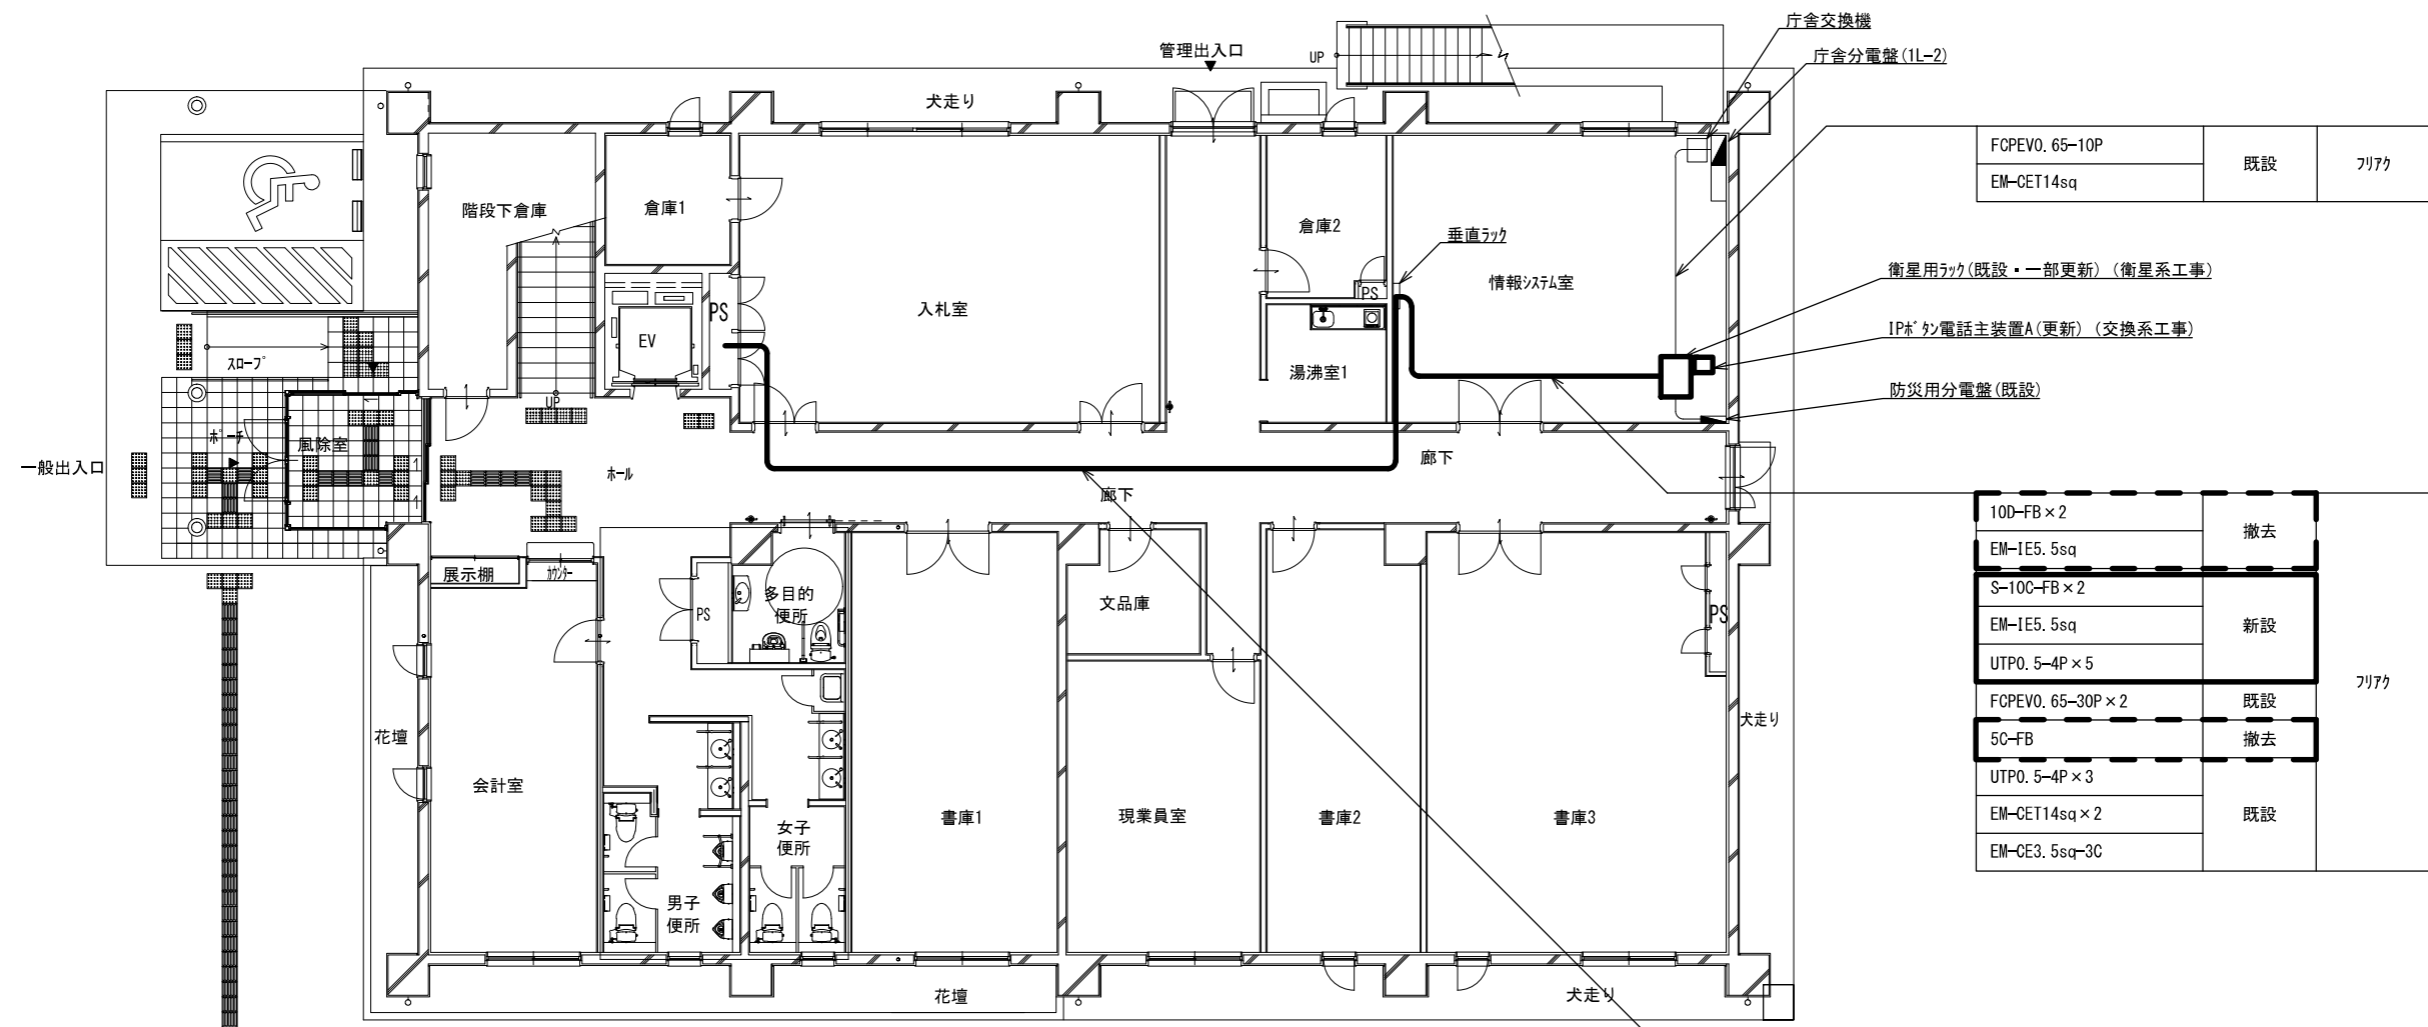 庁舎交換機
管理出入口
UP
庁舎分電盤(1L-2)
犬走り
FCPEV0.65-10P
既設
フリアク
EM-CET14sq
階段下倉庫
倉庫1
倉庫2
垂直ラック
情報システム室
衛星用ラック(既設・一部更新) (衛星系工事)
PS
PS
入札室
IPボタン電話主装置A(更新) (交換系工事)
EV
スロープ
湯沸室1
防災用分電盤(既設)
UP
ポーチ
風除室
一般出入口
ホール
廊下
廊下
10D-FB×2
撤去
EM-IE5.5sq
展示棚
カウンター
多目的
便所
文品庫
PS
PS
S-10C-FB×2
EM-IE5.5sq
新設
UTP0.5-4P×5
フリアク
FCPEV0.65-30P×2
既設
犬走り
花壇
5C-FB
撤去
会計室
UTP0.5-4P×3
書庫1
現業員室
書庫2
書庫3
EM-CET14sq×2
既設
女子
便所
EM-CE3.5sq-3C
男子
便所
花壇
犬走り